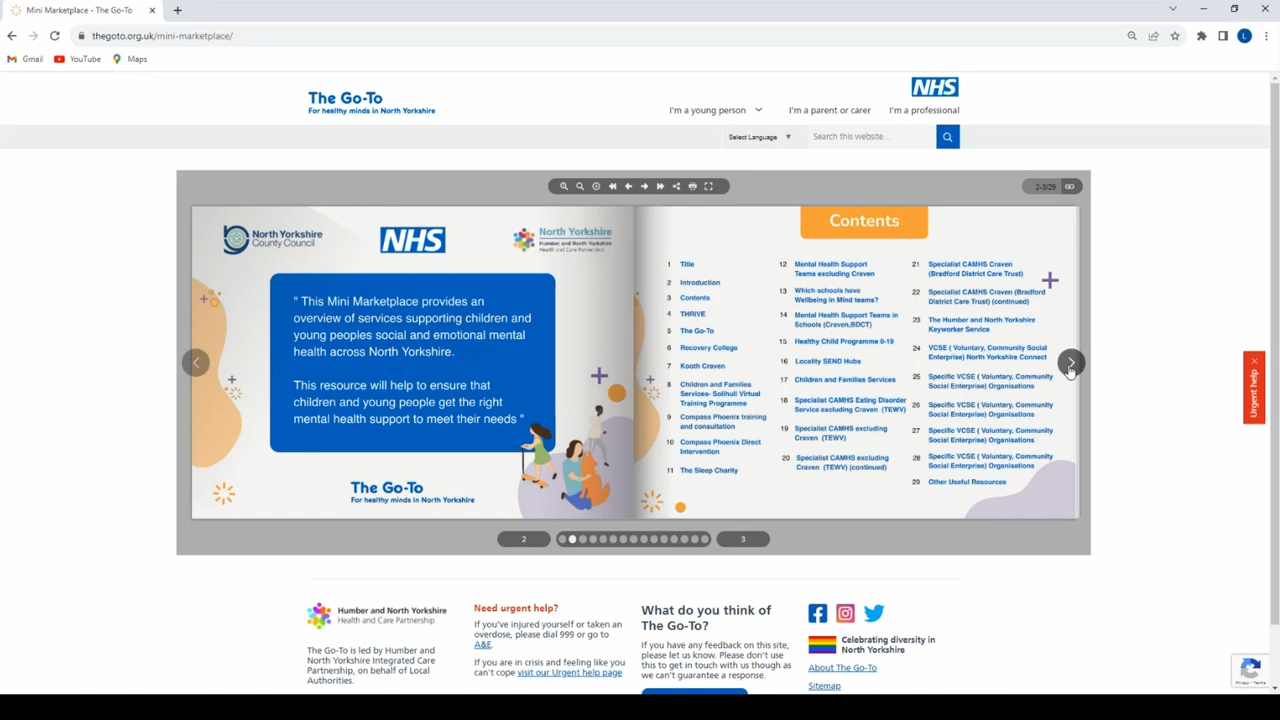 Mini Marketplace - The Go-To
thegoto.org.uk/mini-marketplace/
L
Gmail
YouTube
Maps
The Go-To
For healthy minds in North Yorkshire
NHS
I'm a young person
I'm a parent or carer
I'm a professional
Select Language
Search this website...
2-3/29
North Yorkshire
County Council
NHS
North Yorkshire
Humber and North Yorkshire
Health and Care Partnership
" This Mini Marketplace provides an
overview of services supporting children and
young peoples social and emotional mental
health across North Yorkshire.
This resource will help to ensure that
children and young people get the right
mental health support to meet their needs "
The Go-To
For healthy minds in North Yorkshire
Contents
1 Title
2 Introduction
3 Contents
4 THRIVE
5 The Go-To
6 Recovery College
7 Kooth Craven
8 Children and Families
Services- Solihull Virtual
Training Programme
9 Compass Phoenix training
and consultation
10 Compass Phoenix Direct
Intervention
11 The Sleep Charity
12 Mental Health Support
Teams excluding Craven
13 Which schools have
Wellbeing in Mind teams?
14 Mental Health Support Teams in
Schools (Craven,BDCT)
15 Healthy Child Programme 0-19
16 Locality SEND Hubs
17 Children and Families Services
18 Specialist CAMHS Eating Disorder
Service excluding Craven (TEWV)
19 Specialist CAMHS excluding
Craven (TEWV)
20 Specialist CAMHS excluding
Craven (TEWV) (continued)
21 Specialist CAMHS Craven
(Bradford District Care Trust)
22 Specialist CAMHS Craven (Bradford
District Care Trust) (continued)
23 The Humber and North Yorkshire
Keyworker Service
24 VCSE ( Voluntary, Community Social
Enterprise) North Yorkshire Connect
25 Specific VCSE ( Voluntary, Community
Social Enterprise) Organisations
26 Specific VCSE ( Voluntary, Community
Social Enterprise) Organisations
27 Specific VCSE ( Voluntary, Community
Social Enterprise) Organisations
28 Specific VCSE ( Voluntary, Community
Social Enterprise) Organisations
29 Other Useful Resources
Urgent help
2
3
Humber and North Yorkshire
Health and Care Partnership
The Go-To is led by Humber and
North Yorkshire Integrated Care
Partnership, on behalf of Local
Authorities.
Need urgent help?
If you've injured yourself or taken an
overdose, please dial 999 or go to
A&E.
If you are in crisis and feeling like you
can't cope visit our Urgent help page
What do you think of
The Go-To?
If you have any feedback on this site,
please let us know. Please don't use
this to get in touch with us though as
we can't guarantee a response.
Celebrating diversity in
North Yorkshire
About The Go-To
Sitemap
Privacy - Terms